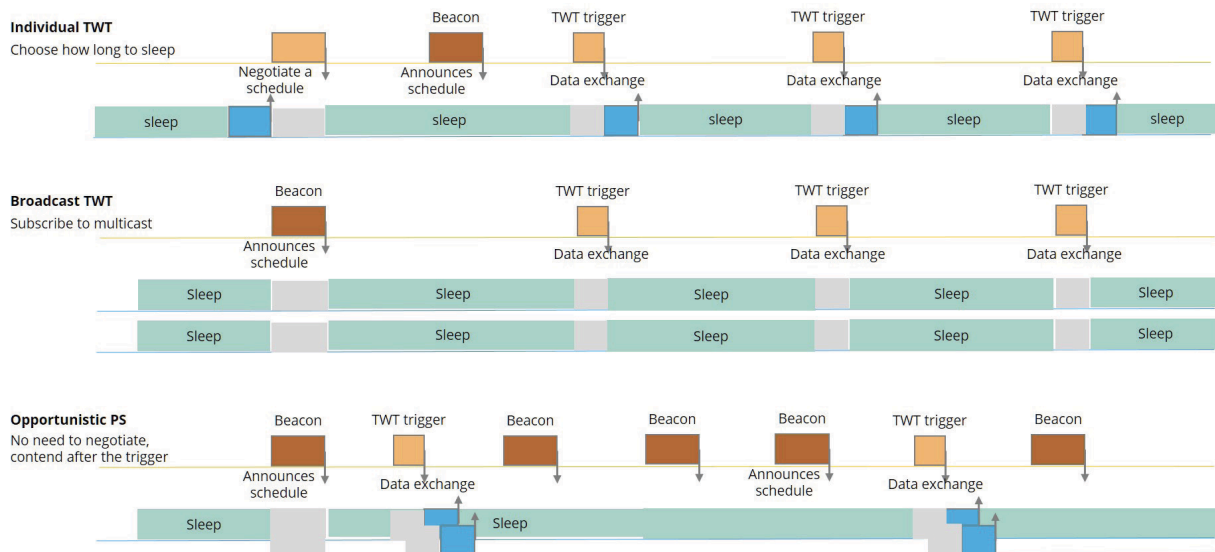 Individual TWT
Choose how long to sleep
Beacon
TWT trigger
TWT trigger
TWT trigger
Negotiate a
schedule
Announces
schedule
Data exchange
Data exchange
Data exchange
sleep
sleep
sleep
sleep
sleep
Broadcast TWT
Subscribe to multicast
Beacon
TWT trigger
TWT trigger
TWT trigger
Announces
schedule
Data exchange
Data exchange
Data exchange
Sleep
Sleep
Sleep
Sleep
Sleep
Sleep
Sleep
Sleep
Sleep
Sleep
Opportunistic PS
No need to negotiate,
contend after the trigger
Beacon
TWT trigger
Beacon
Beacon
Beacon
TWT trigger
Beacon
Announces
schedule
Data exchange
Announces
schedule
Data exchange
Sleep
Sleep